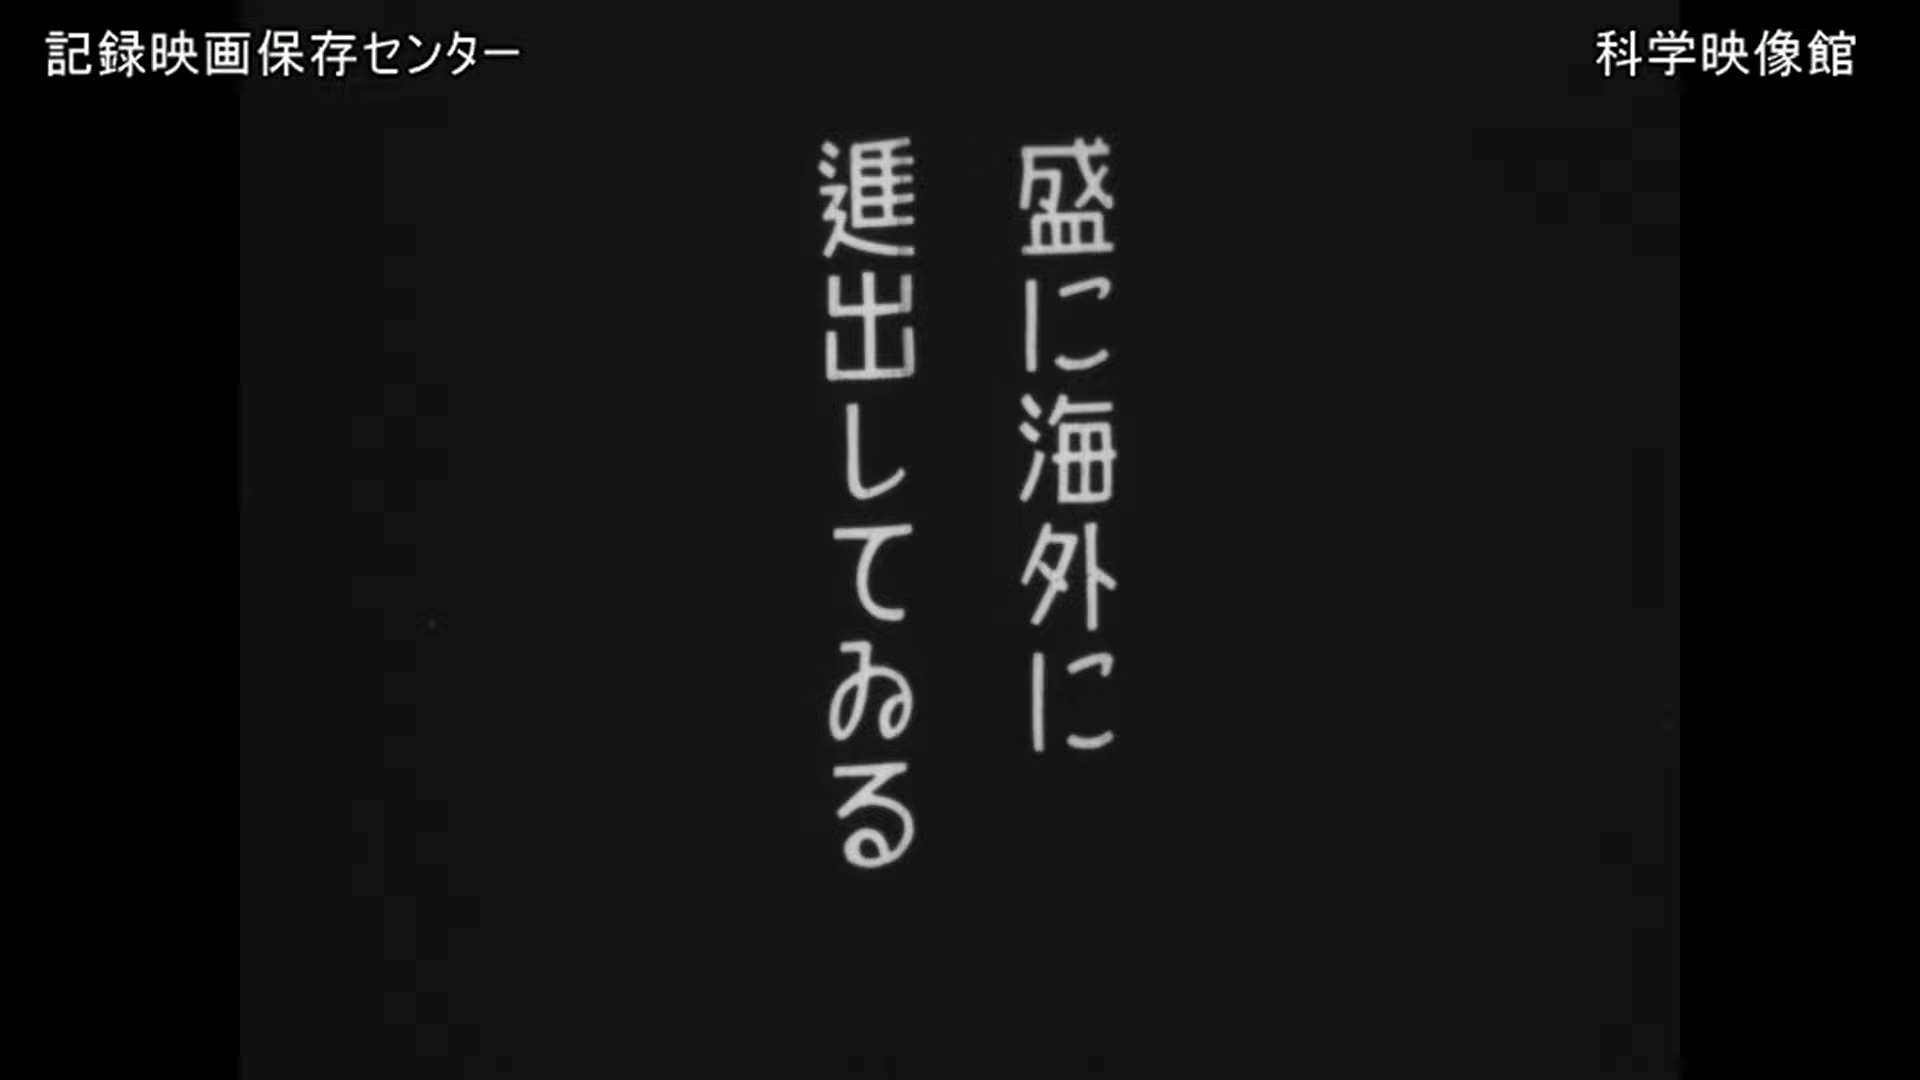 記録映画保存センター
科学映像館
盛に海外に
進出してゐる